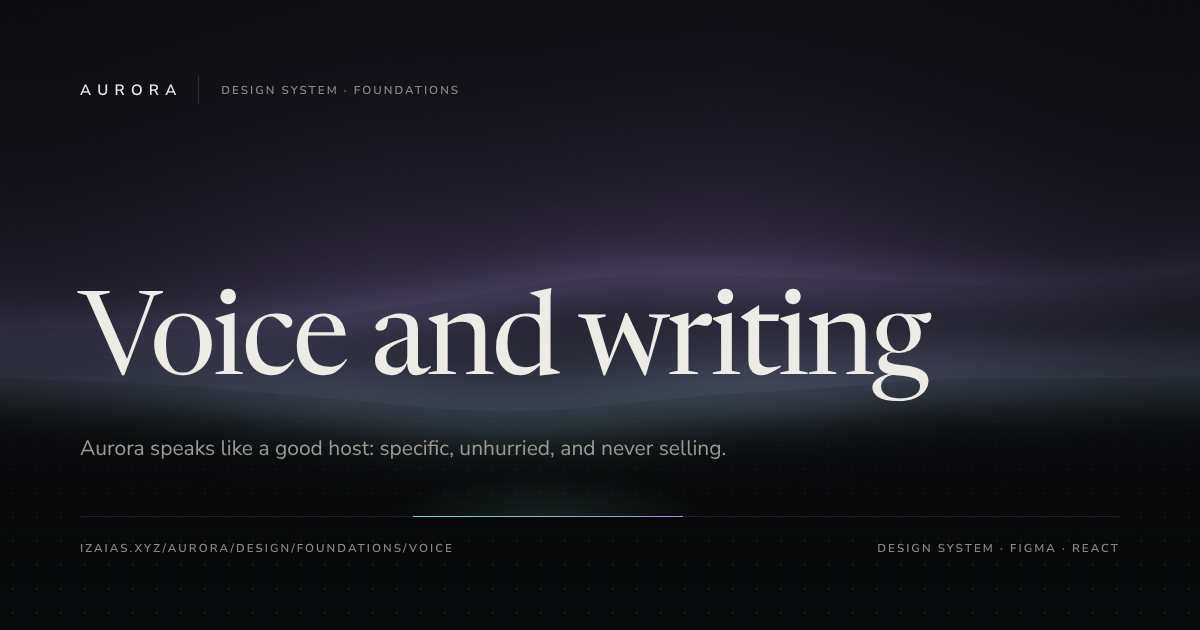 AURORA
DESIGN SYSTEM · FOUNDATIONS
Voice and writing
Aurora speaks like a good host: specific, unhurried, and never selling.
IZAIAS.XYZ/AURORA/DESIGN/FOUNDATIONS/VOICE
DESIGN SYSTEM · FIGMA · REACT